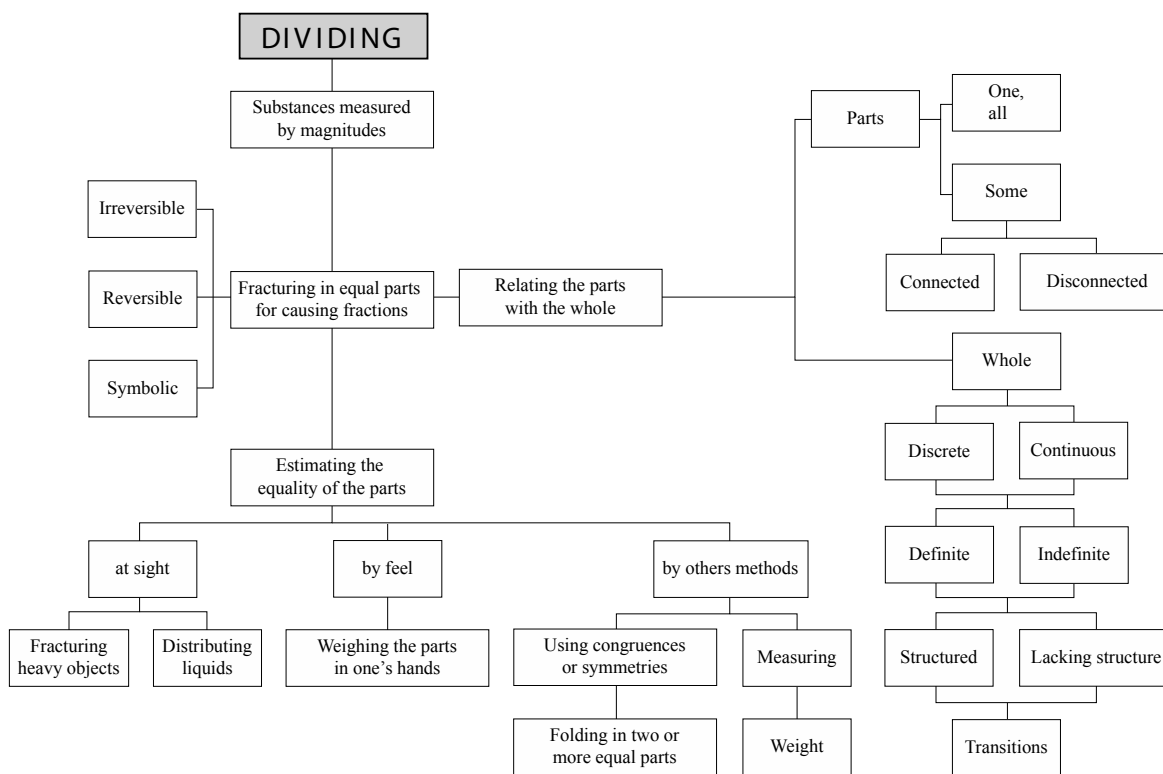 DIVIDING
Substances measured
by magnitudes
One,
all
Parts
Some
Irreversible
Connected
Disconnected
Reversible
Fracturing in equal parts
for causing fractions
Relating the parts
with the whole
Symbolic
Whole
Discrete
Continuous
Estimating the
equality of the parts
Definite
Indefinite
at sight
by feel
by others methods
Fracturing
heavy objects
Distributing
liquids
Weighing the parts
in one's hands
Using congruences
or symmetries
Measuring
Structured
Lacking structure
Folding in two or
more equal parts
Weight
Transitions